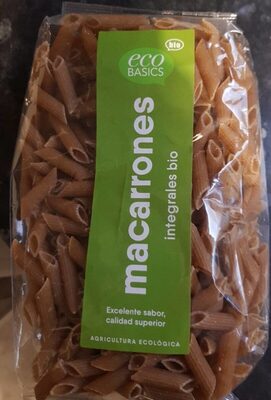 bio
eco
BASICS
macarrones
integrales bio
Excelente sabor,
calidad superior
AGRICULTURA ECOLÓGICA